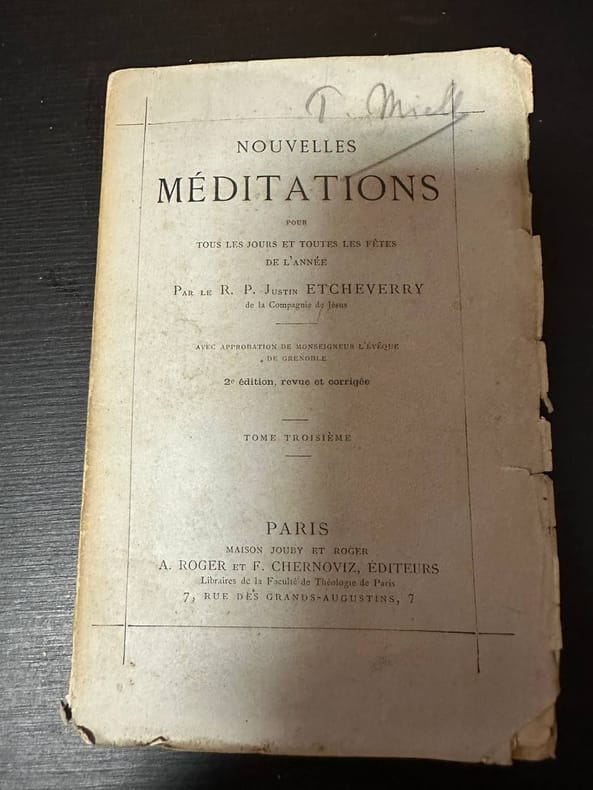 NOUVELLES
MÉDITATIONS
POUR
TOUS LES JOURS ET TOUTES LES FÊTES
DE L'ANNÉE
PAR LE R. P. JUSTIN ETCHEVERRY
de la Compagnie de Jésus
AVEC APPROBATION DE MONSEIGNEUR L'ÉVÊQUE
DE GRENOBLE
2e édition, revue et corrigée
TOME TROISIÈME
PARIS
MAISON JOUBY ET ROGER
A. ROGER ET F. CHERNOVIZ, ÉDITEURS
Libraires de la Faculté de Théologie de Paris
7, RUE DES GRANDS-AUGUSTINS, 7